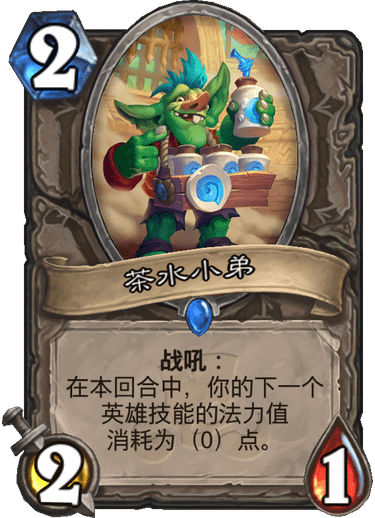 2
茶水小弟
战吼：
在本回合中，你的下一个
英雄技能的法力值
消耗为（0）点。
2
1